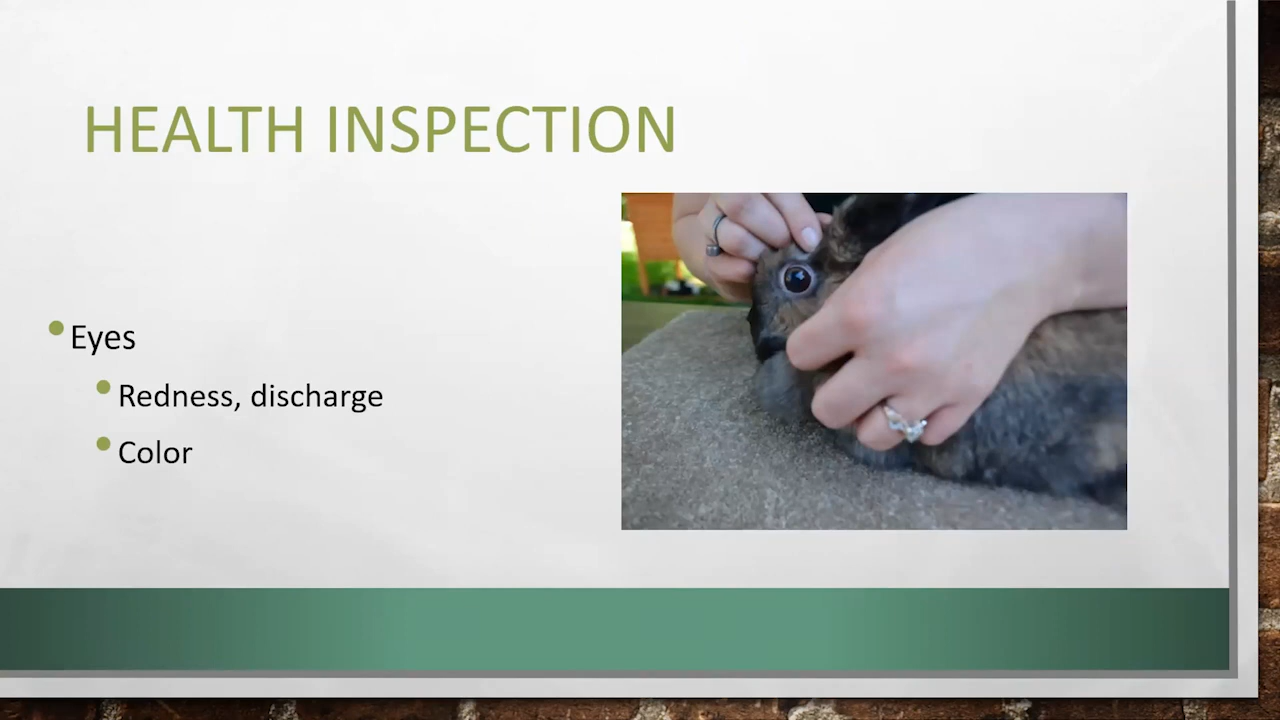 HEALTH INSPECTION
Eyes
Redness, discharge
Color